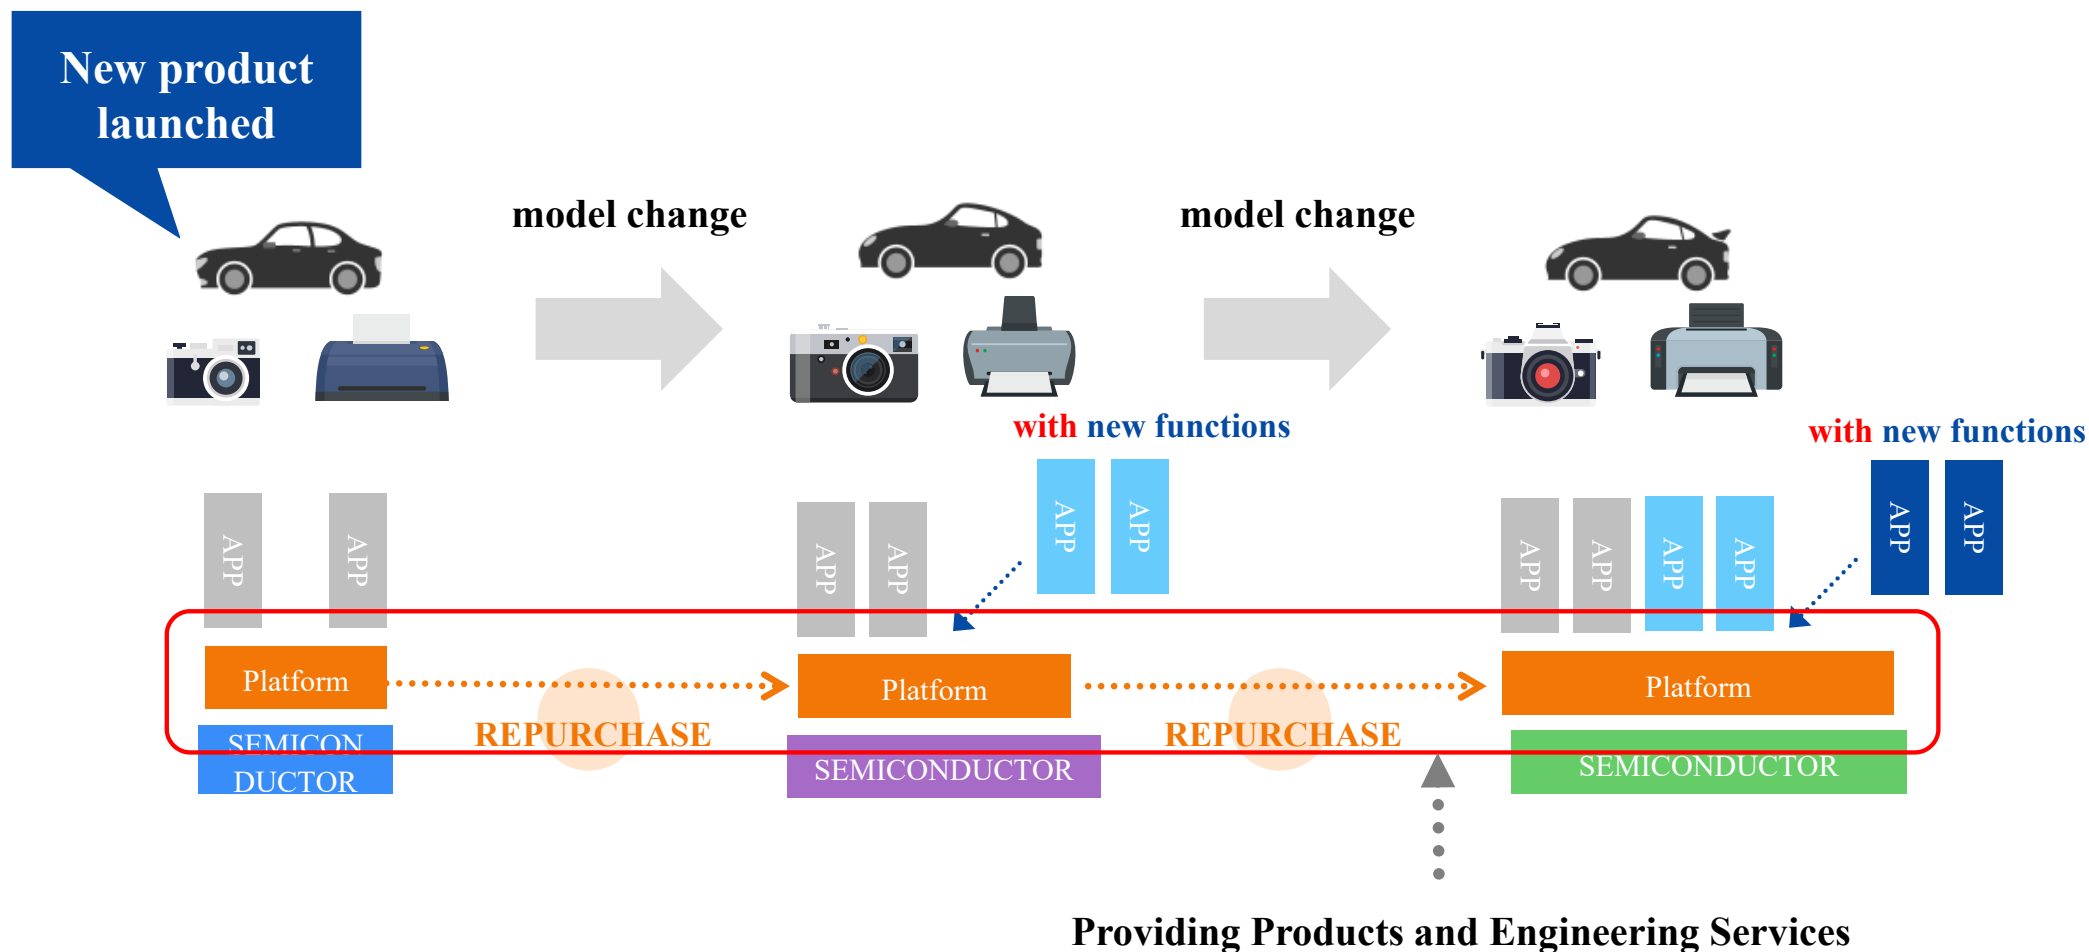 New product
launched
model change
model change
with new functions
with new functions
APP
APP
APP
APP
APP
APP
APP
APP
APP
APP
APP
APP
Platform
Platform
Platform
REPURCHASE
REPURCHASE
SEMICON
DUCTOR
SEMICONDUCTOR
SEMICONDUCTOR
Providing Products and Engineering Services